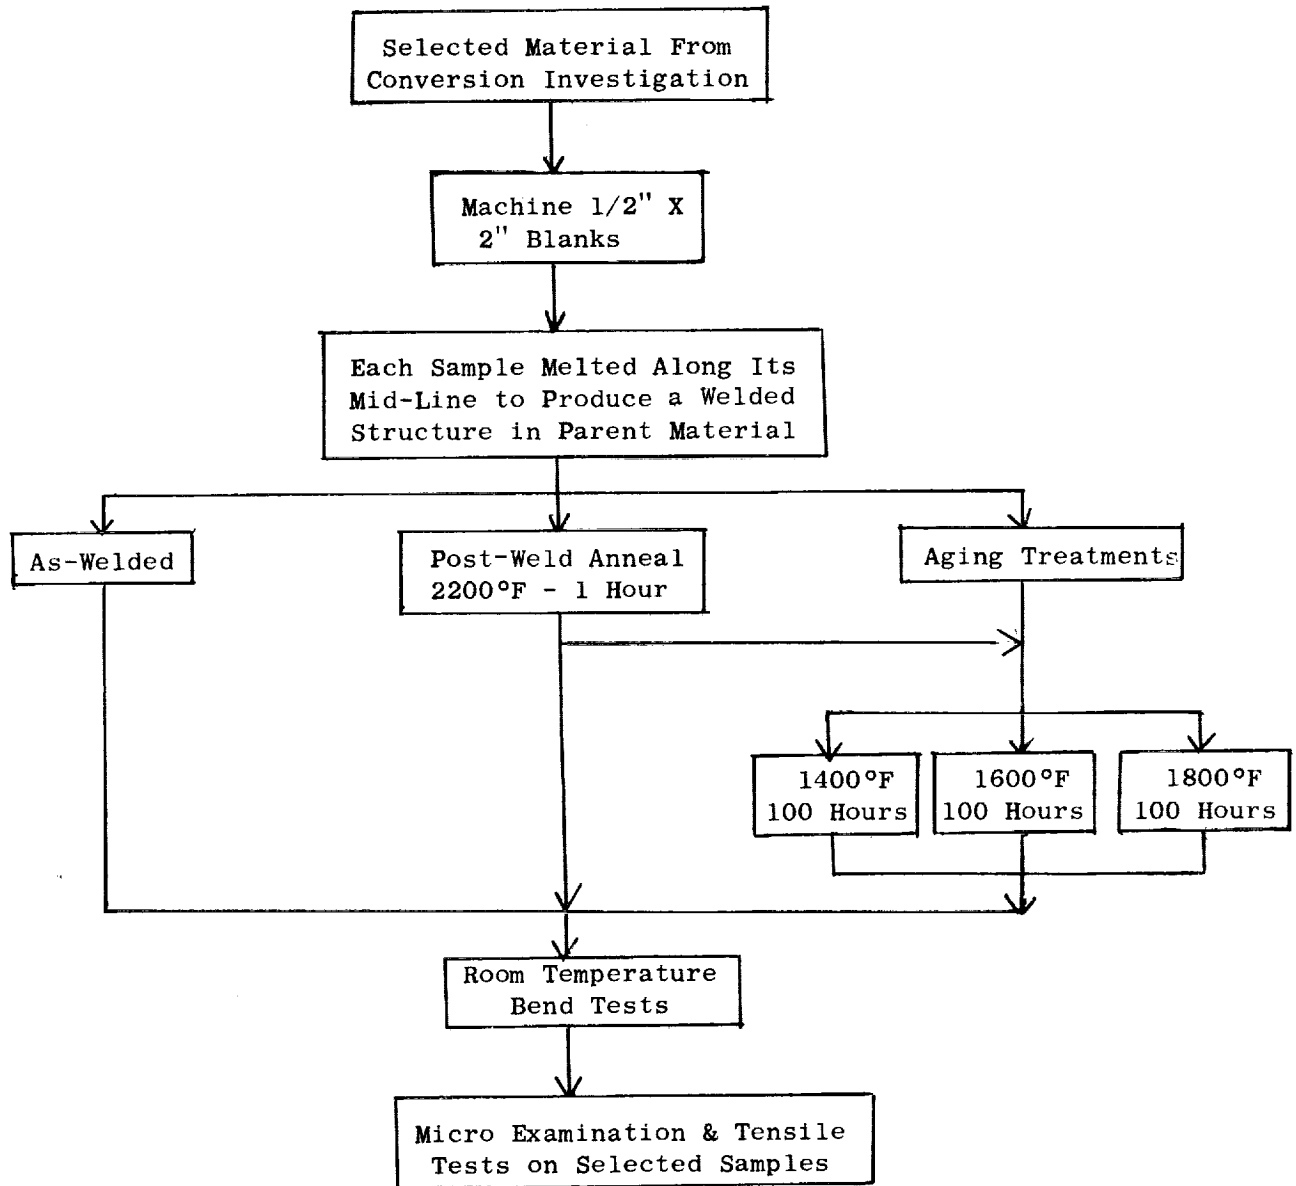 Selected Material From
Conversion Investigation
Machine 1/2" X
2" Blanks
Each Sample Melted Along Its
Mid-Line to Produce a Welded
Structure in Parent Material
As-Welded
Post-Weld Anneal
2200°F - 1 Hour
Aging Treatments
1400°F
100 Hours
1600°F
100 Hours
1800°F
100 Hours
Room Temperature
Bend Tests
Micro Examination & Tensile
Tests on Selected Samples